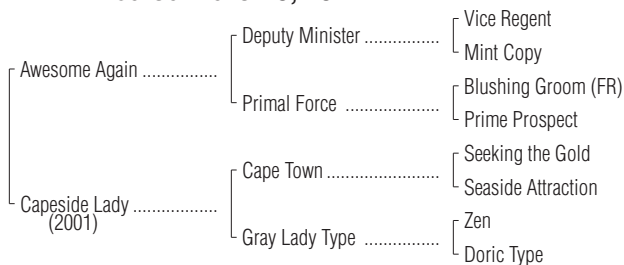 Vice Regent
Deputy Minister ................
Mint Copy
Awesome Again ................
Blushing Groom (FR)
Primal Force ....................
Prime Prospect
Seeking the Gold
Cape Town ........................
Seaside Attraction
Capeside Lady ..................
(2001)
Zen
Gray Lady Type ................
Doric Type